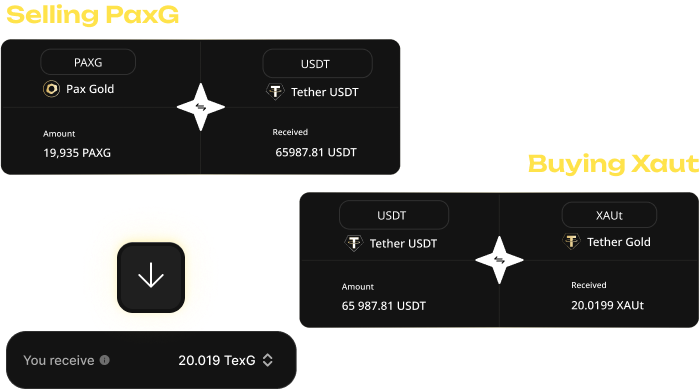 Selling PaxG
PAXG
Pax Gold
USDT
Tether USDT
Amount
19,935 PAXG
Received
65987.81 USDT
Buying Xaut
USDT
Tether USDT
XAUt
Tether Gold
Amount
65 987.81 USDT
Received
20.0199 XAUt
You receive
20.019 TexG